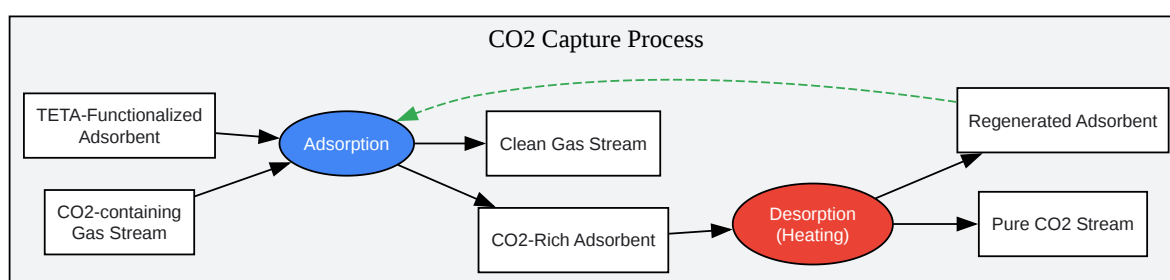 CO2 Capture Process
TETA-Functionalized
Adsorbent
CO2-containing
Gas Stream
Adsorption
Clean Gas Stream
CO2-Rich Adsorbent
Desorption
(Heating)
Regenerated Adsorbent
Pure CO2 Stream